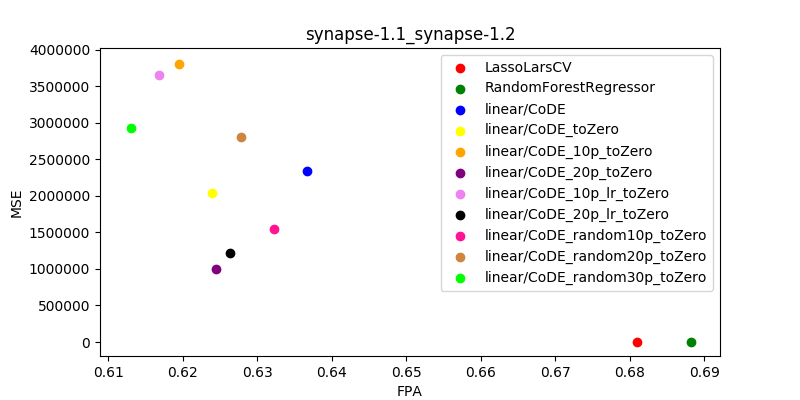 synapse-1.1_synapse-1.2
4000000
3500000
3000000
2500000
2000000
1500000
1000000
500000
0
MSE
LassoLarsCV
RandomForestRegressor
linear/CoDE
linear/CoDE_toZero
linear/CoDE_10p_toZero
linear/CoDE_20p_toZero
linear/CoDE_10p_lr_toZero
linear/CoDE_20p_lr_toZero
linear/CoDE_random10p_toZero
linear/CoDE_random20p_toZero
linear/CoDE_random30p_toZero
0.61 0.62 0.63 0.64 0.65 0.66 0.67 0.68 0.69
FPA